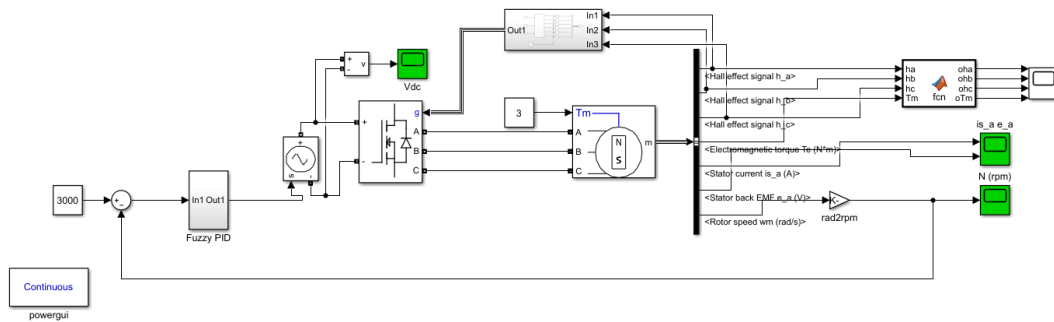 In1
Out1
In2
In3
+
-
v
Vdc
<Hall effect signal h_a>
ha
oha
hb
ohb
hc
ohc
Tm
oTm
fcn
<Hall effect signal h_b>
g
3
Tm
<Hall effect signal h_c>
is_a e_a
+
A
A
N
m
<Electromagnetic torque Te (N*m)>
+
B
B
S
s
-
-
C
C
<Stator current is_a (A)>
N (rpm)
<Stator back EMF e_a (V)>
3000
+
-
In1 Out1
K-
<Rotor speed wm (rad/s)>
rad2rpm
Fuzzy PID
Continuous
powergui